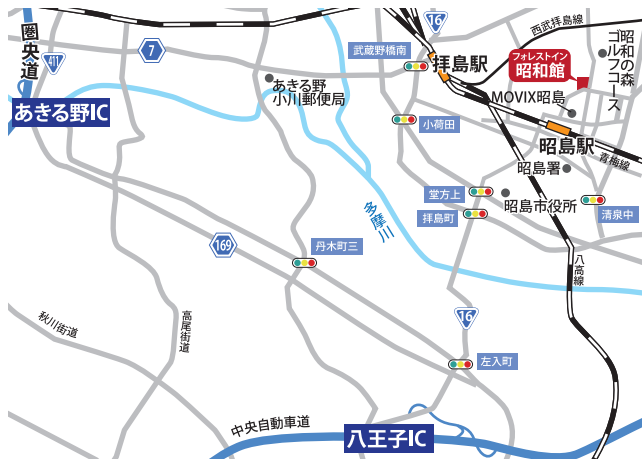 圏央道
411
7
あきる野IC
あきる野
小川郵便局
武蔵野橋南
16
拝島駅
西武拝島線
フォレストイン
昭和館
昭和の森
ゴルフコース
MOVIX昭島
小荷田
昭島駅
青梅線
昭島署
堂方上
昭島市役所
拝島町
清泉中
多摩川
169
丹木町三
八高線
秋川街道
高尾街道
16
左入町
中央自動車道
八王子IC